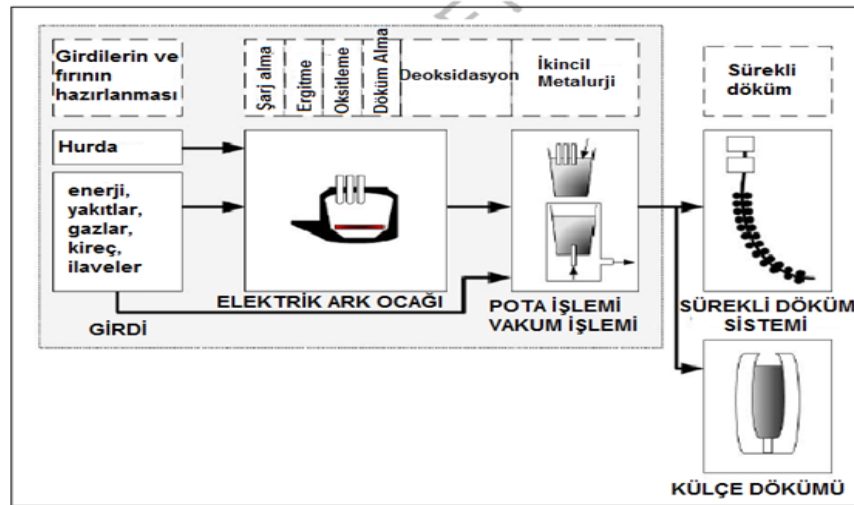 Girdilerin ve
fırının
hazırlanması
Şarj alma
Ergitme
Oksitleme
Döküm Alma
Deoksidasyon
İkincil
Metalurji
Sürekli
döküm
Hurda
enerji,
yakıtlar,
gazlar,
kireç,
ilaveler
GİRDİ
ELEKTRİK ARK OCAĞI
POTA İŞLEMİ
VAKUM İŞLEMİ
SÜREKLİ DÖKÜM
SİSTEMİ
KÜLÇE DÖKÜMÜ